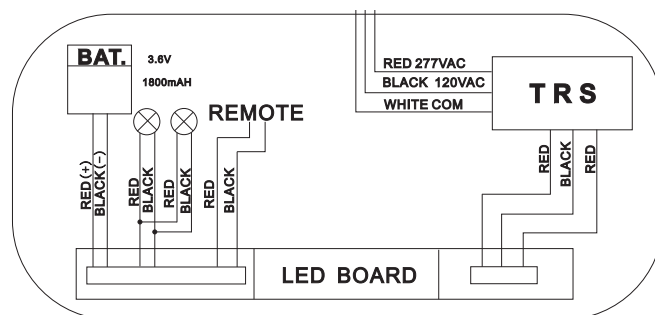 BAT.
3.6V
1800mAH
REMOTE
RED 277VAC
BLACK 120VAC
WHITE COM
TRS
RED(+)
BLACK(-)
RED
BLACK
RED
BLACK
RED
BLACK
RED
BLACK
RED
LED BOARD